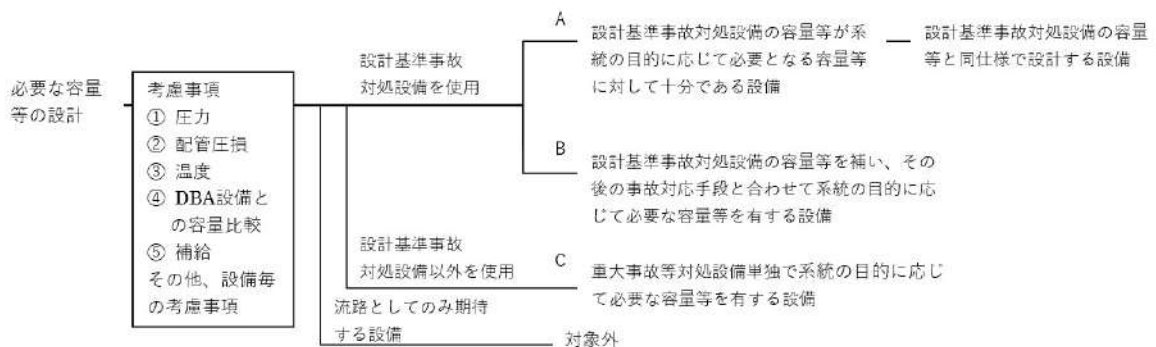 必要な容量
等の設計
考慮事項
① 圧力
② 配管圧損
③ 温度
④ DBA設備と
の容量比較
⑤ 補給
その他、設備毎
の考慮事項
設計基準事故
対処設備を使用
A
設計基準事故対処設備の容量等が系
統の目的に応じて必要となる容量等
に対して十分である設備
設計基準事故対処設備の容量
等と同仕様で設計する設備
B
設計基準事故対処設備の容量等を補い、その
後の事故対応手段と合わせて系統の目的に応
じて必要な容量等を有する設備
設計基準事故
対処設備以外を使用
C
重大事故等対処設備単独で系統の目的に応じ
て必要な容量等を有する設備
流路としてのみ期待
する設備
対象外